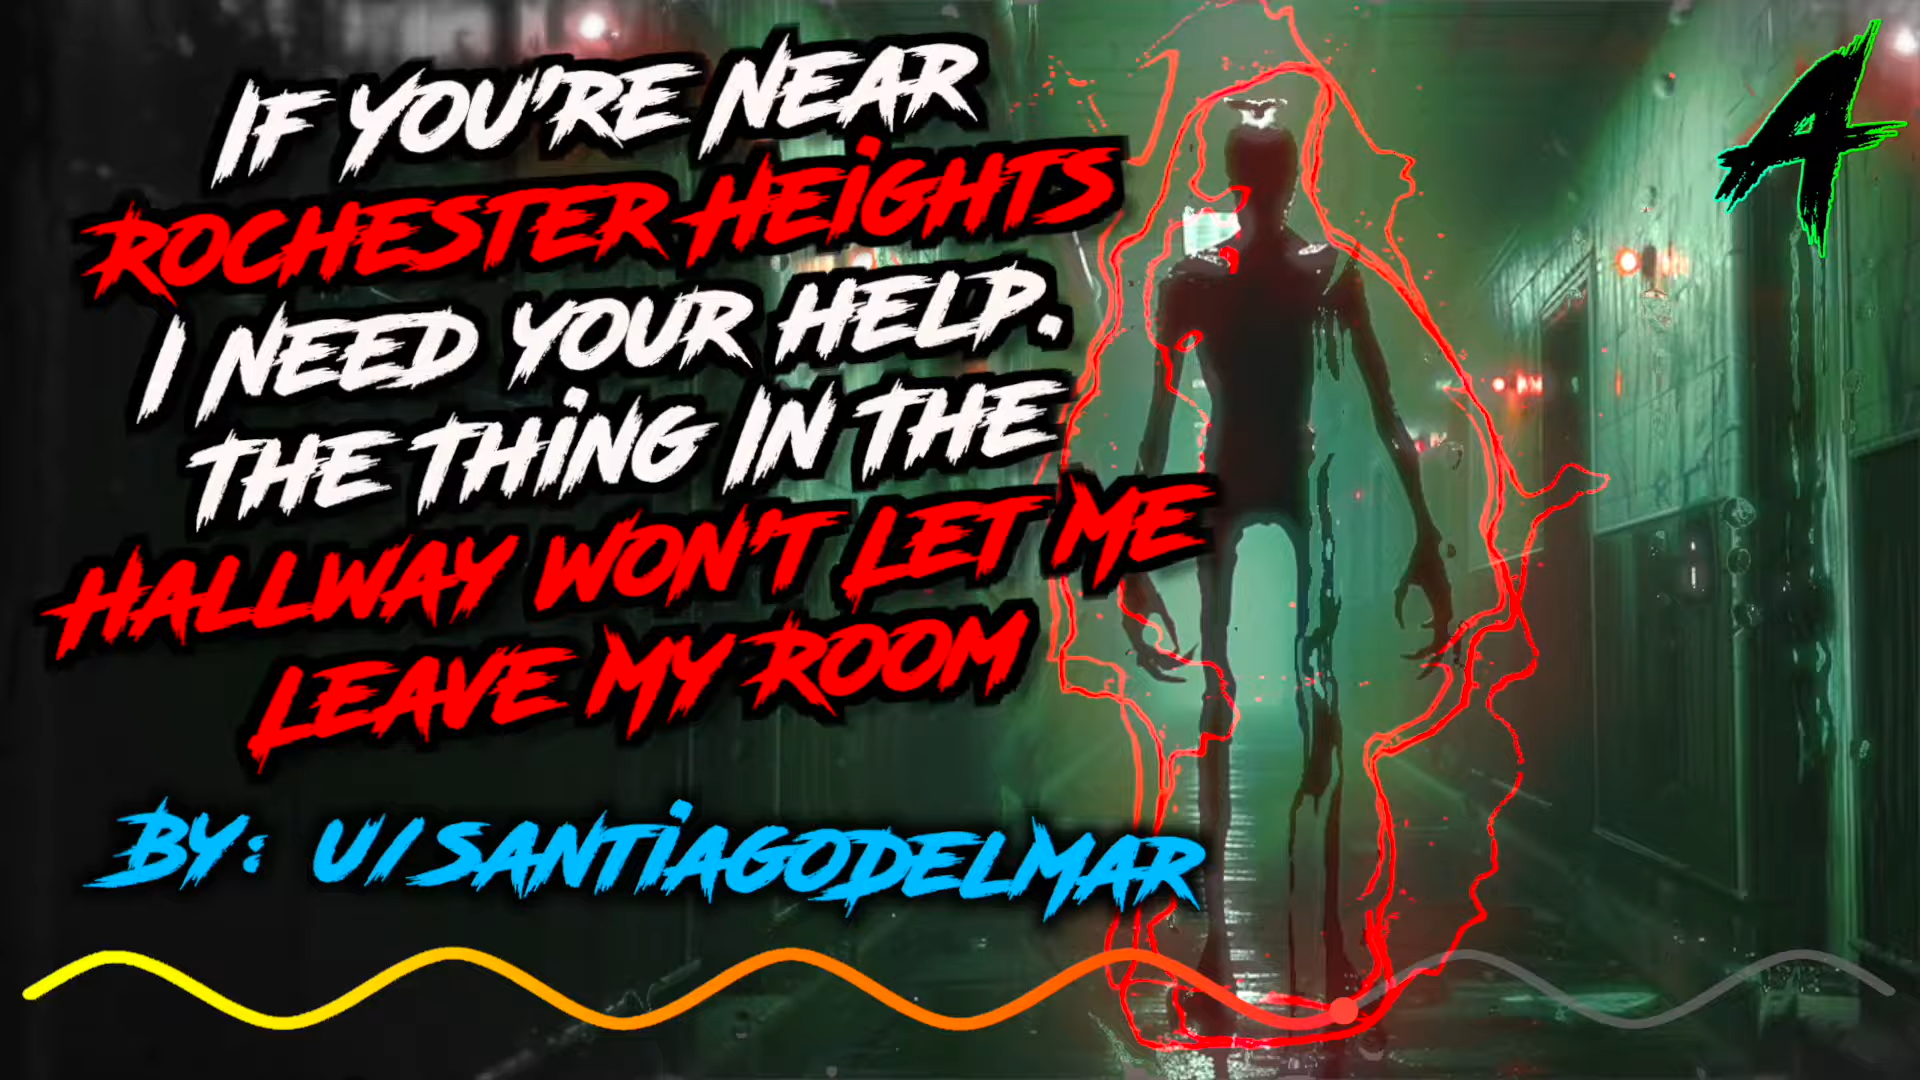 IF YOU'RE NEAR
ROCHESTER HEIGHTS
I NEED YOUR HELP.
THE THING IN THE
HALLWAY WON'T LET ME
LEAVE MY ROOM
BY: U/SANTIAGODELMAR
A